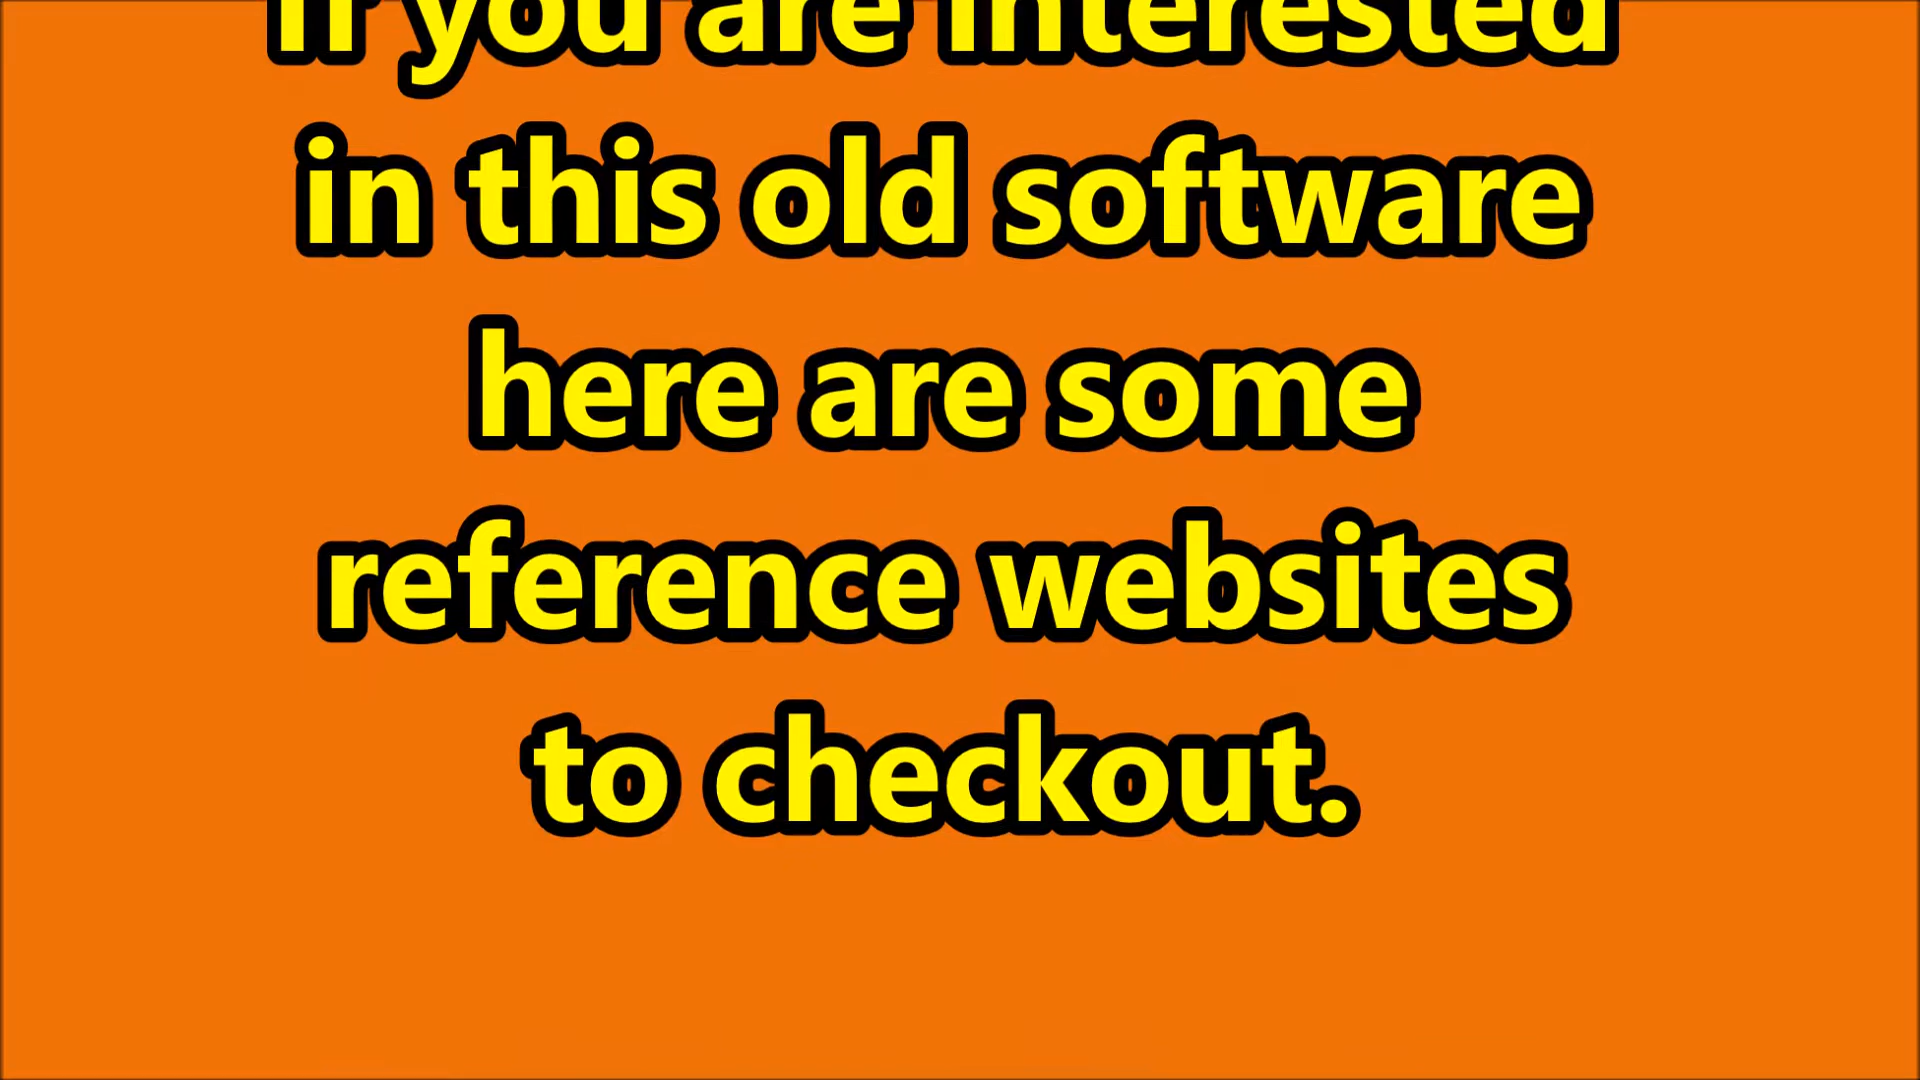 If you are interested
in this old software
here are some
reference websites
to checkout.